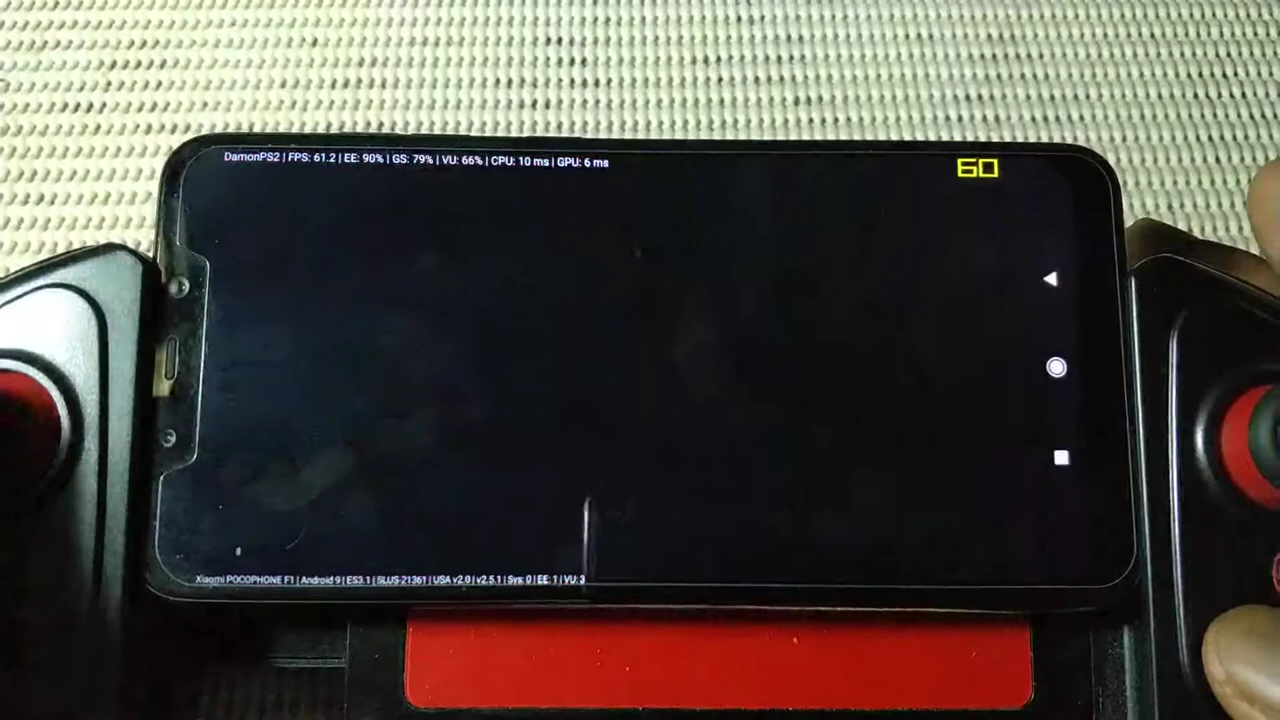 DamonPS2 | FPS: 61.2 | EE: 90% | GS: 79% | VU: 66% | CPU: 10 ms | GPU: 6 ms
60
Xiaomi POCOPHONE F1 | Android 9 | ES3.1 | SLUS-21361 | USA v2.0 | v2.5.1 | Sys: 0 | EE: 1 | VU: 3